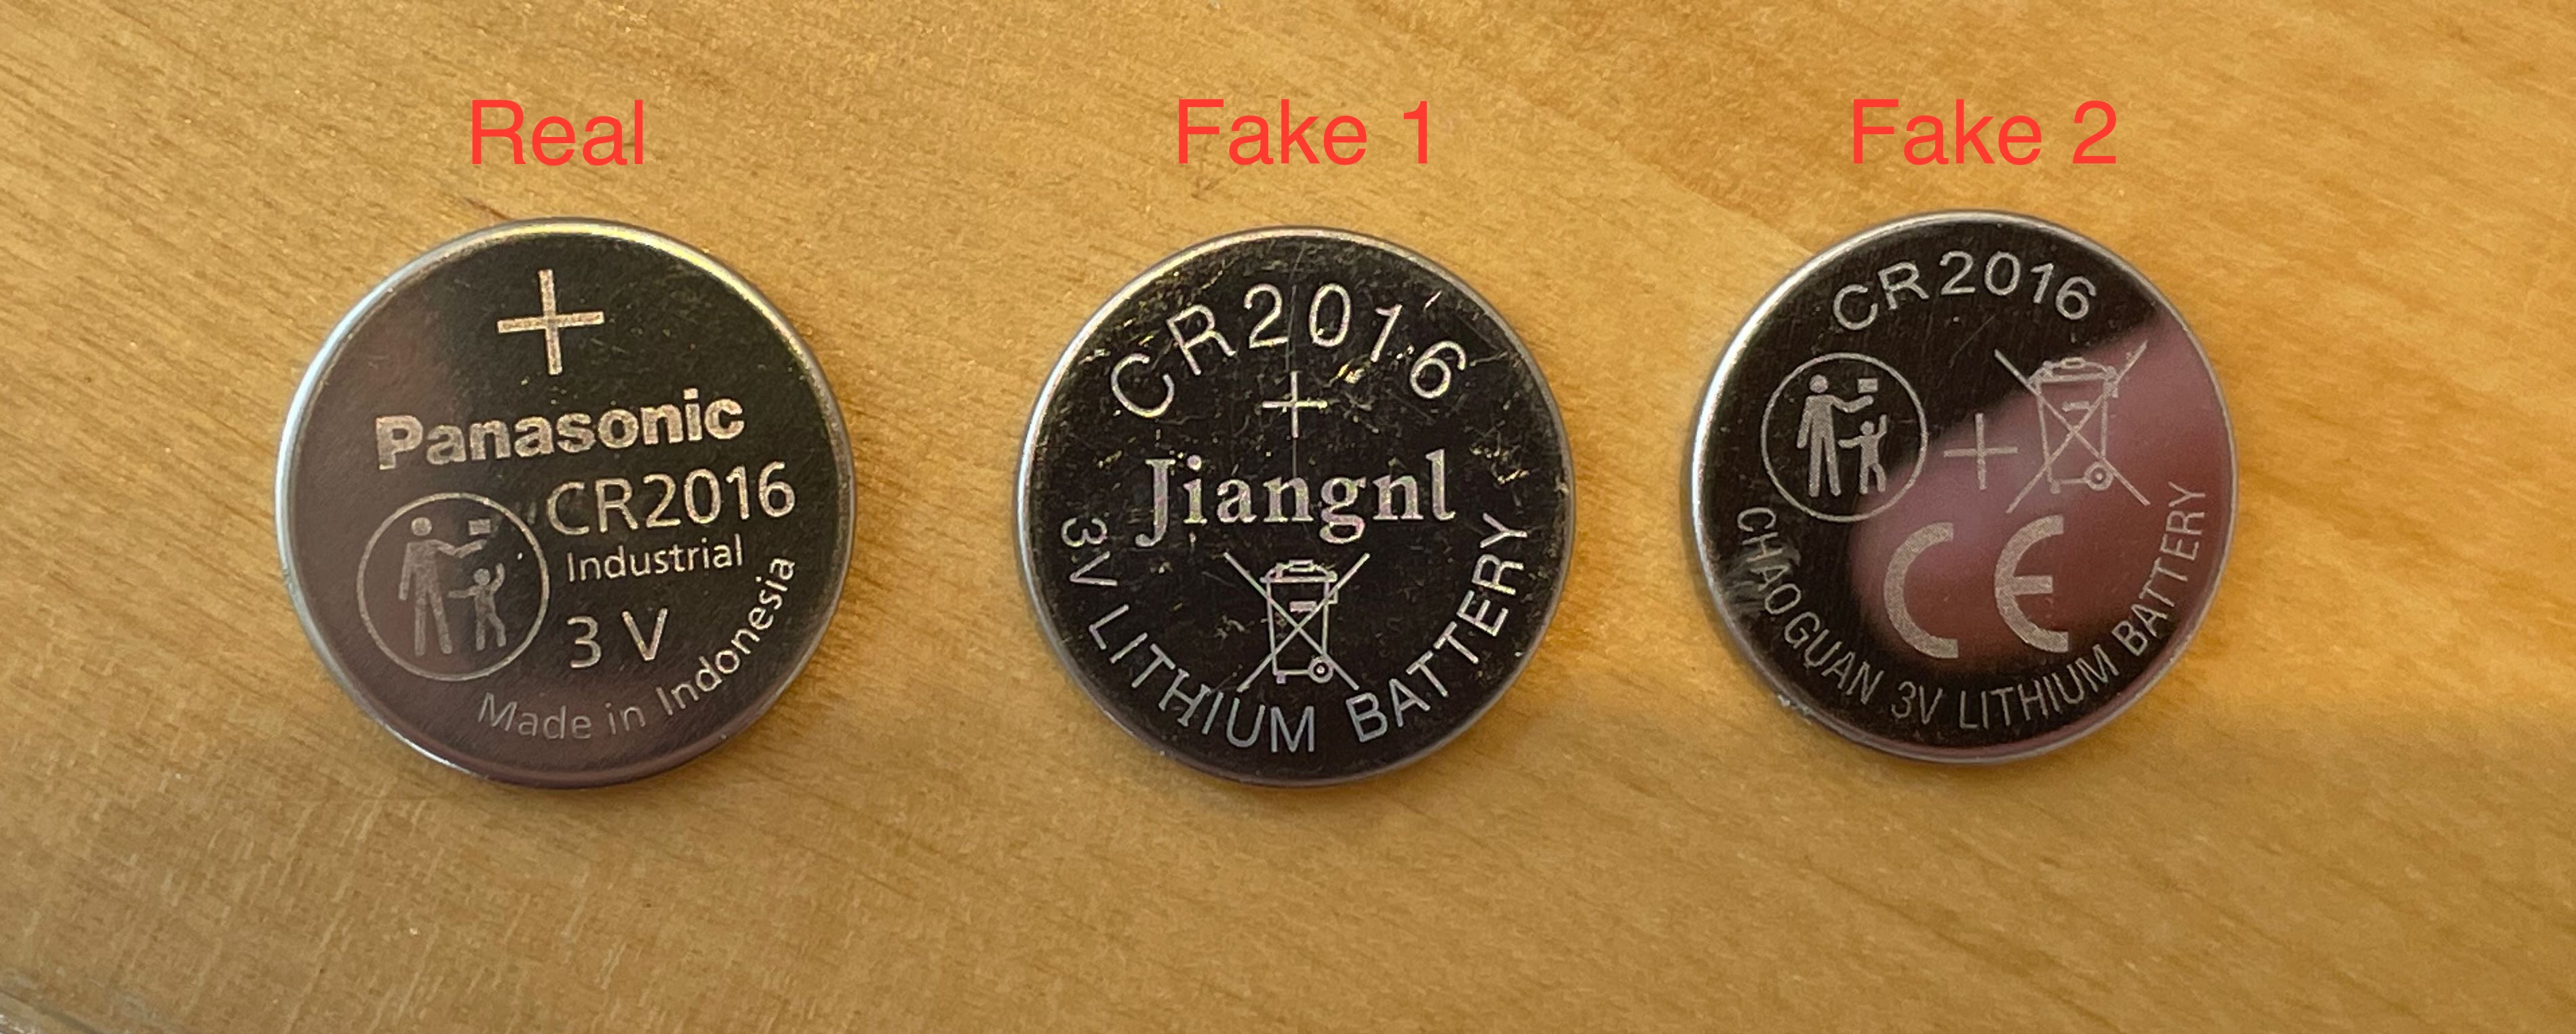 Real
Fake 1
Fake 2
+
Panasonic
CR2016
Industrial
3 V
Made in Indonesia
CR2016
+
Jiangnl
3V LITHIUM BATTERY
CR2016
+
CE
CHAOGUAN 3V LITHIUM BATTERY